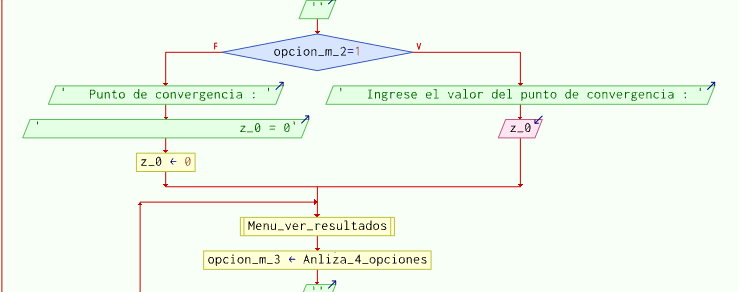 ''
F
opcion_m_2=1
V
'   Punto de convergencia : '
'   Ingrese el valor del punto de convergencia : '
'                           z_0 = 0'
z_0
z_0 ← 0
Menu_ver_resultados
opcion_m_3 ← Anliza_4_opciones
''